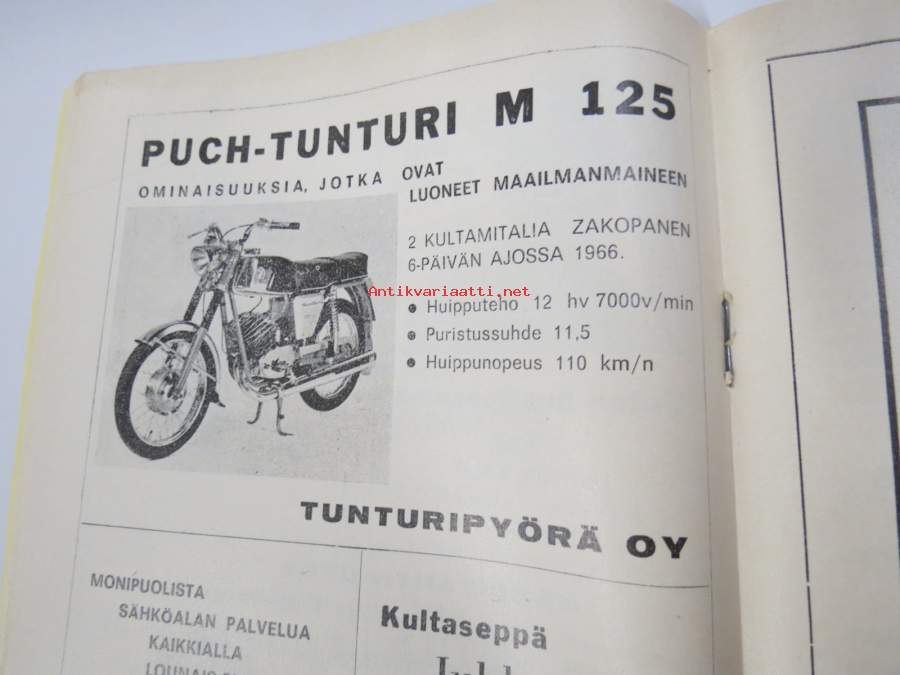 PUCH-TUNTURI M 125
OMINAISUUKSIA, JOTKA OVAT
LUONEET MAAILMANMAINEEN
2 KULTAMITALIA ZAKOPANEN
6-PÄIVÄN AJOSSA 1966.
Antikvariaatti.net
• Huipputeho 12 hv 7000v/min
• Puristussuhde 11,5
• Huippunopeus 110 km/n
TUNTURIPYÖRÄ OY
MONIPUOLISTA
SÄHKÖALAN PALVELUA
KAIKKIALLA
Kultaseppä